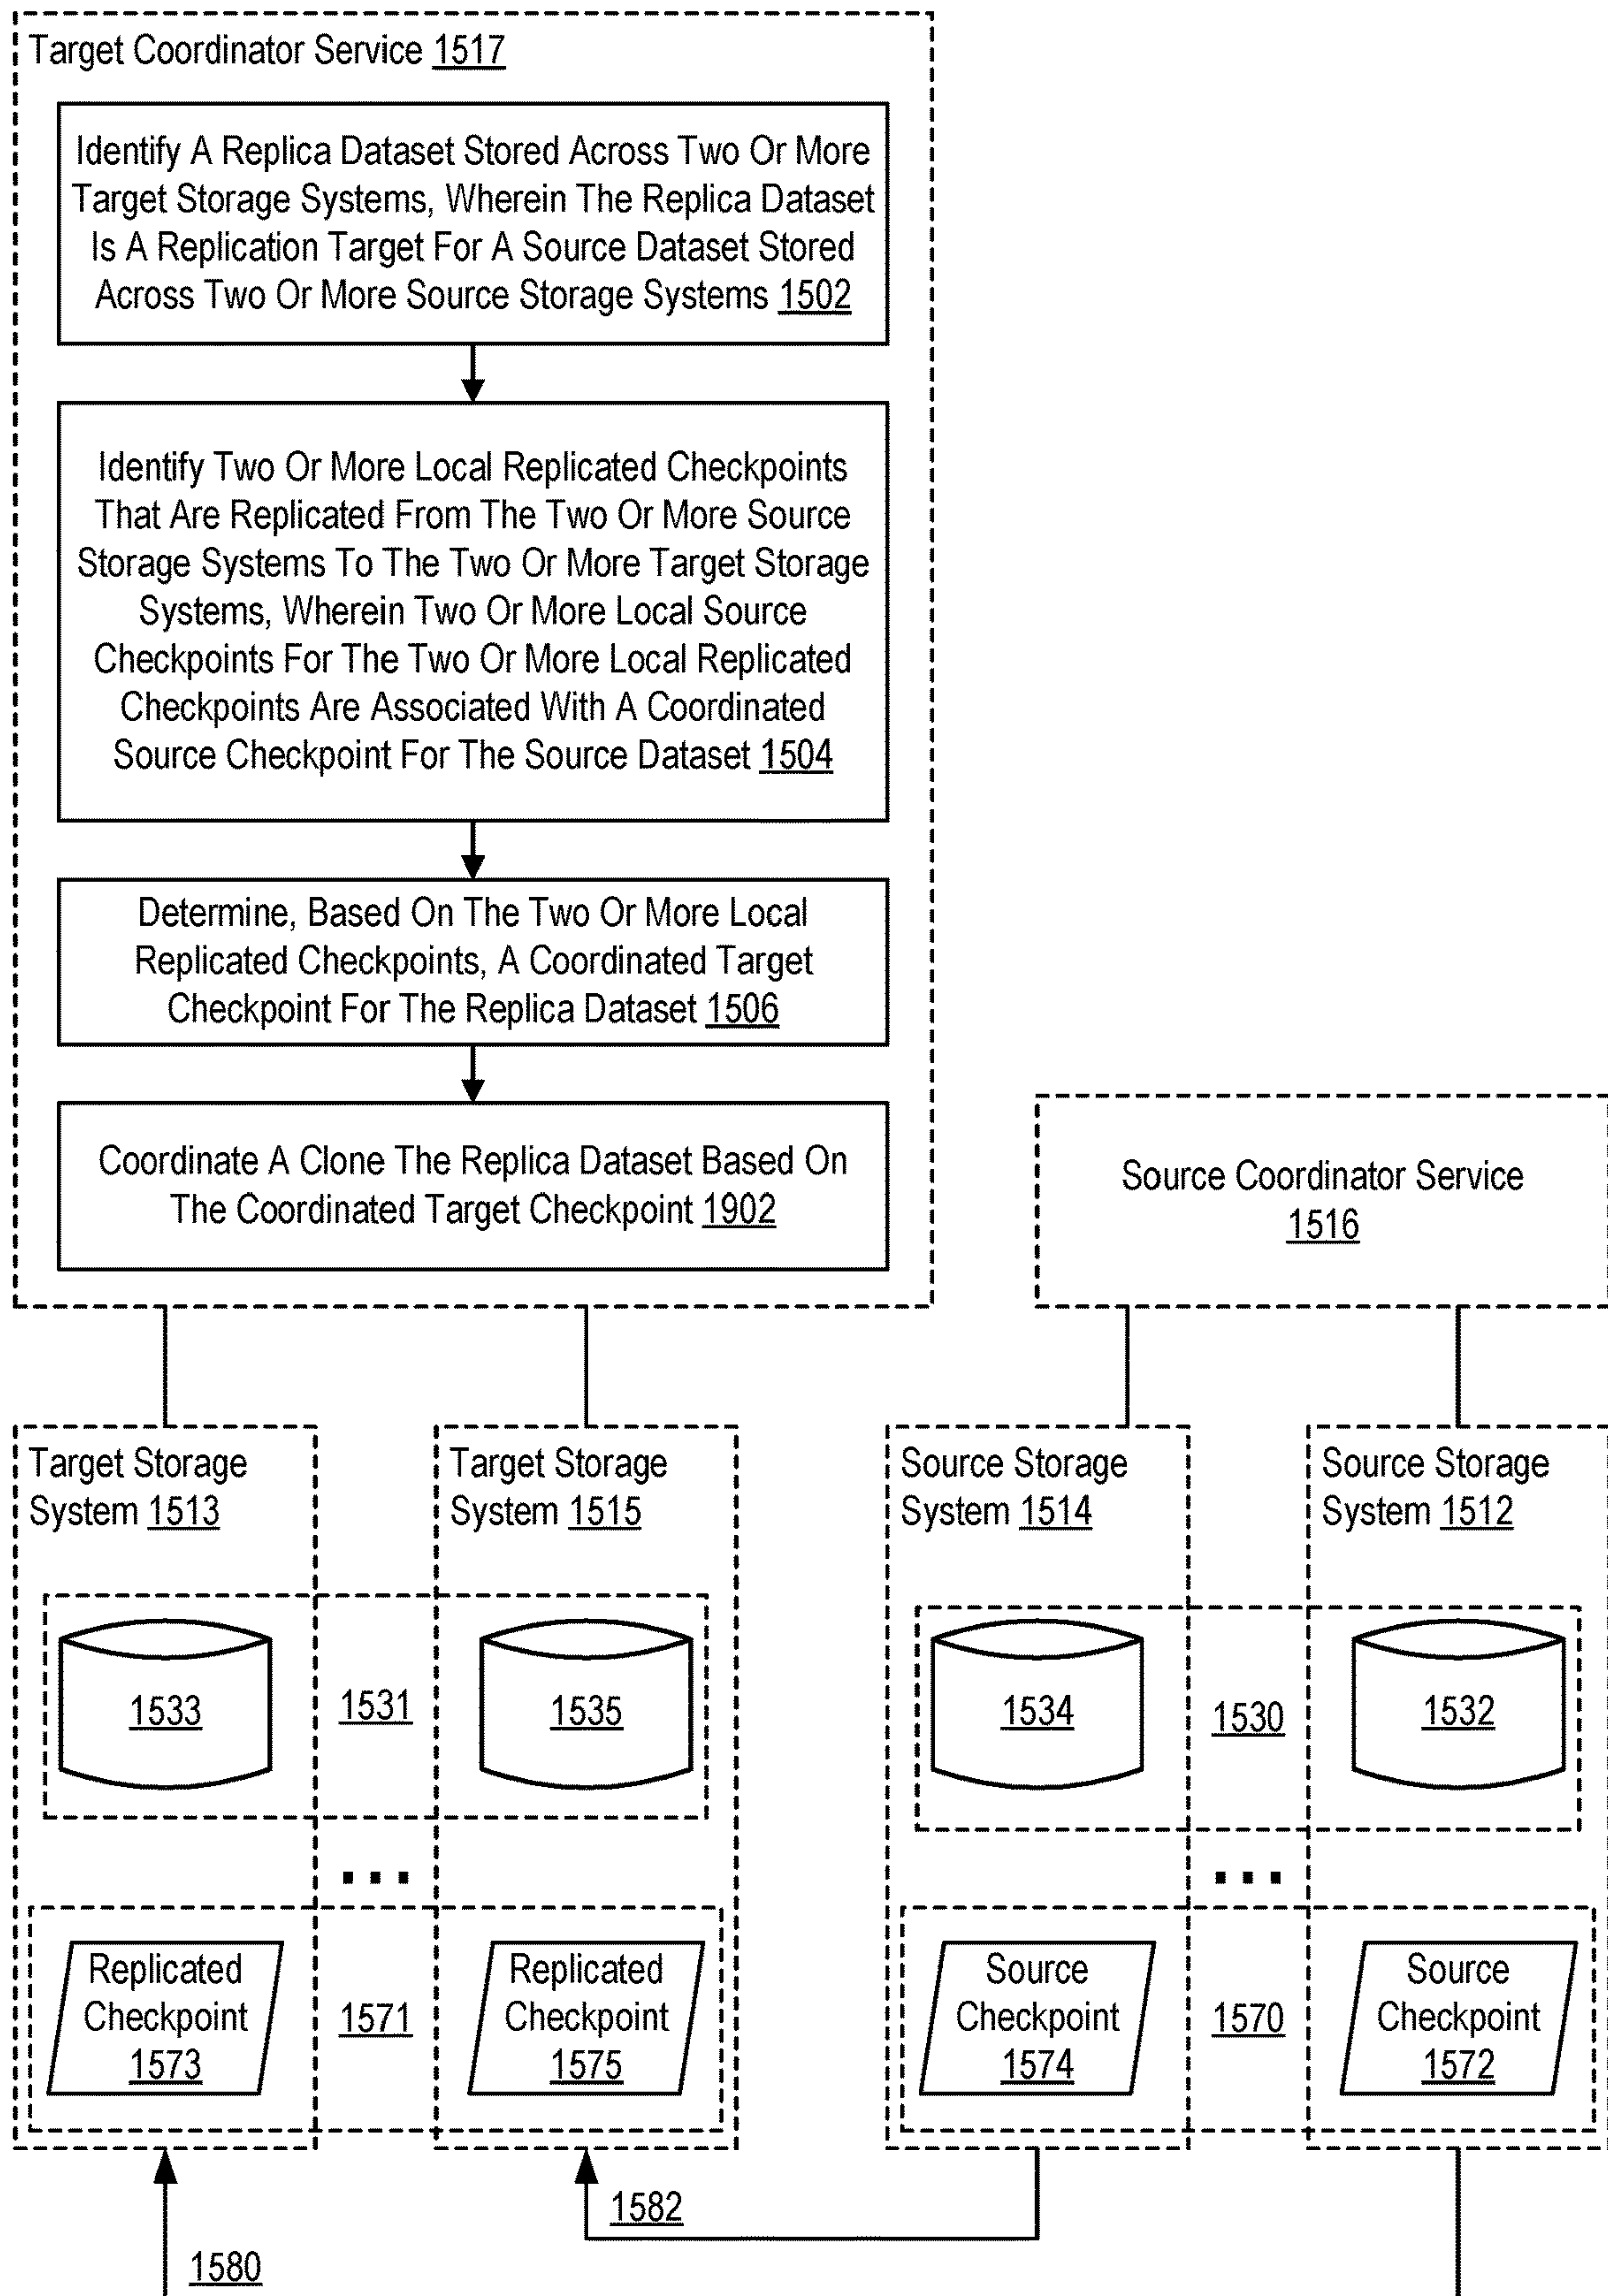 Target Coordinator Service 1517
Identify A Replica Dataset Stored Across Two Or More
Target Storage Systems, Wherein The Replica Dataset
Is A Replication Target For A Source Dataset Stored
Across Two Or More Source Storage Systems 1502
Identify Two Or More Local Replicated Checkpoints
That Are Replicated From The Two Or More Source
Storage Systems To The Two Or More Target Storage
Systems, Wherein Two Or More Local Source
Checkpoints For The Two Or More Local Replicated
Checkpoints Are Associated With A Coordinated
Source Checkpoint For The Source Dataset 1504
Determine, Based On The Two Or More Local
Replicated Checkpoints, A Coordinated Target
Checkpoint For The Replica Dataset 1506
Coordinate A Clone The Replica Dataset Based On
The Coordinated Target Checkpoint 1902
Source Coordinator Service
1516
Target Storage
System 1513
Target Storage
System 1515
Source Storage
System 1514
Source Storage
System 1512
1533
1531
1535
1534
1530
1532
...
...
Replicated
Checkpoint
1573
1571
Replicated
Checkpoint
1575
Source
Checkpoint
1574
1570
Source
Checkpoint
1572
1582
1580